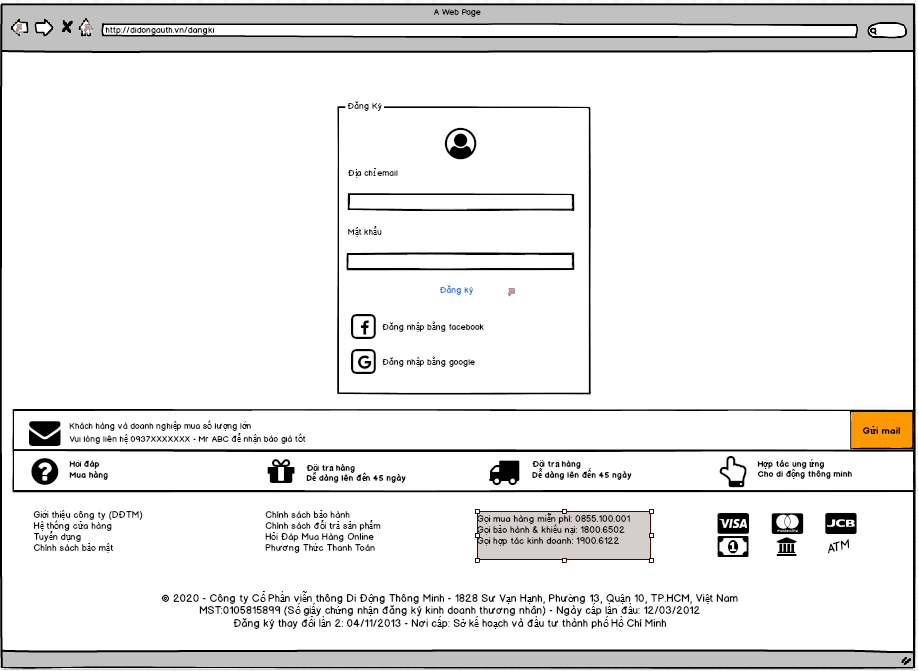 A Web Page
http://didongauth.vn/dangki
Đăng Ký
Địa chỉ email
Mật khẩu
Đăng ký
Đăng nhập bằng facebook
Đăng nhập bằng google
Khách hàng và doanh nghiệp mua số lượng lớn
Vui lòng liên hệ 0937XXXXXXX - Mr ABC để nhận báo giá tốt
Gửi mail
Hỏi đáp
Mua hàng
Đổi trả hàng
Dễ dàng lên đến 45 ngày
Đổi trả hàng
Dễ dàng lên đến 45 ngày
Hợp tác ung ứng
Cho di động thông minh
Giới thiệu công ty (DĐTM)
Hệ thống cửa hàng
Tuyển dụng
Chính sách bảo mật
Chính sách bảo hành
Chính sách đổi trả sản phẩm
Hỏi Đáp Mua Hàng Online
Phương Thức Thanh Toán
Gọi mua hàng miễn phí: 0855.100.001
Gọi bảo hành & khiếu nại: 1800.6502
Gọi hợp tác kinh doanh: 1900.6122
VISA
MasterCard
JCB
1
ATM
© 2020 - Công ty Cổ Phần viễn thông Di Động Thông Minh - 1828 Sư Vạn Hạnh, Phường 13, Quận 10, TP.HCM, Việt Nam
MST:0105815899 (Số giấy chứng nhận đăng ký kinh doanh thương nhân) - Ngày cấp lần đầu: 12/03/2012
Đăng ký thay đổi lần 2: 04/11/2013 - Nơi cấp: Sở kế hoạch và đầu tư thành phố Hồ Chí Minh